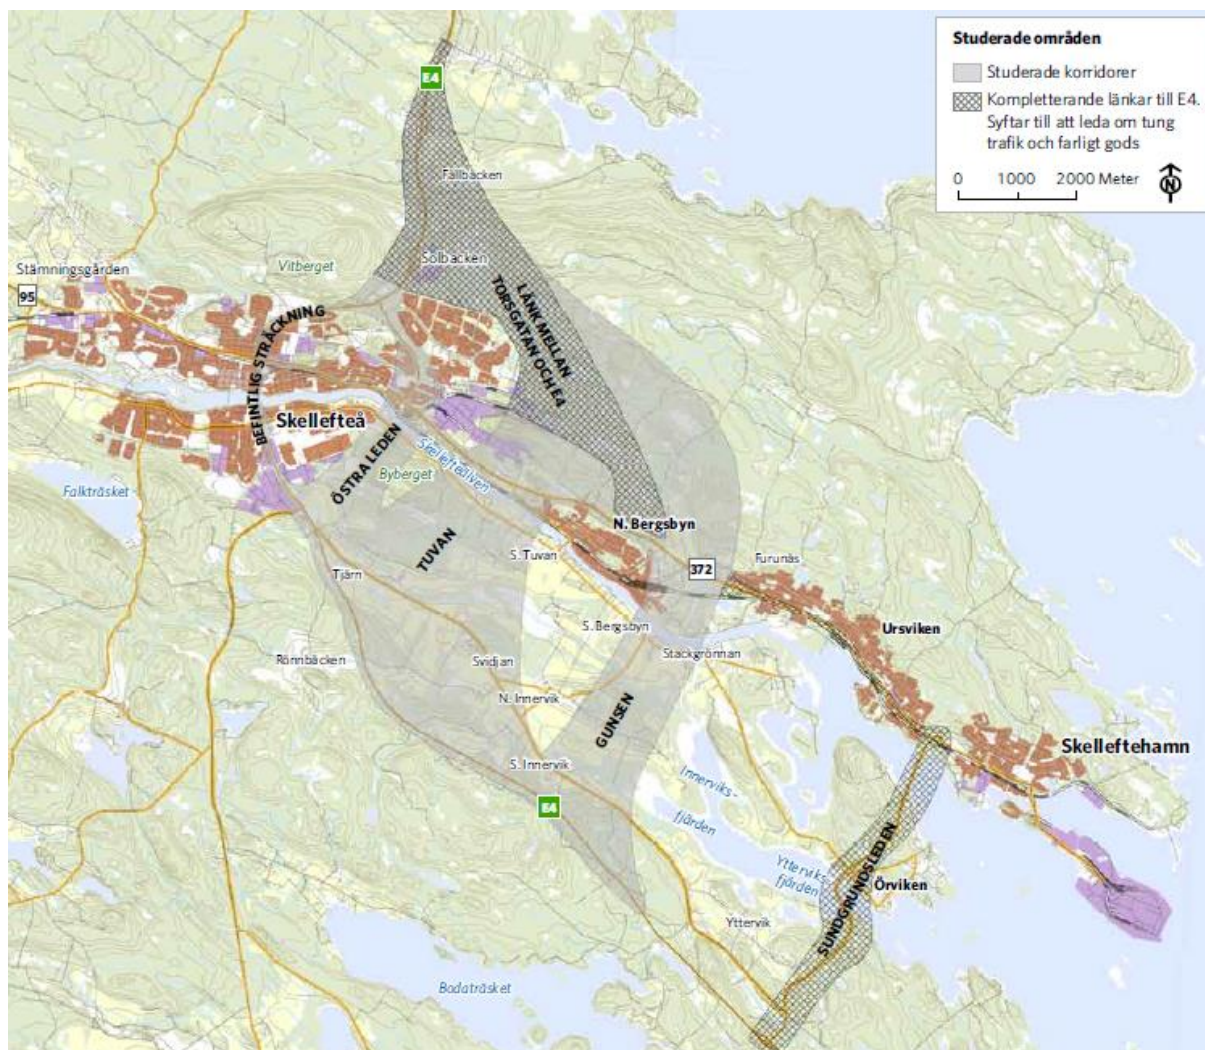 Studerade områden
Studerade korridorer
Kompletterande länkar till E4.
Syftar till att leda om tung
trafik och farligt gods
0 1000 2000 Meter
N
E4
Fällbäcken
Solbacken
Vitberget
Stämningsgården
95
LÄNK MELLAN
TORSGATAN OCH E4
BEFINTLIG STRÄCKNING
Skellefteå
ÖSTRA LEDEN
Skellefteälven
Byberget
Falkträsket
TUVAN
N. Bergsbyn
S. Tuvan
372
Furunäs
Tjärn
S. Bergsbyn
Ursviken
Stackgrönnan
Rönnbäcken
Svidjan
N. Innervik
GUNSEN
Skelleftehamn
S. Innervik
E4
Innerviks-
fjärden
Ytterviks
fjärden
Örviken
SUNDGRUNDSLEDEN
Yttervik
Bodaträsket